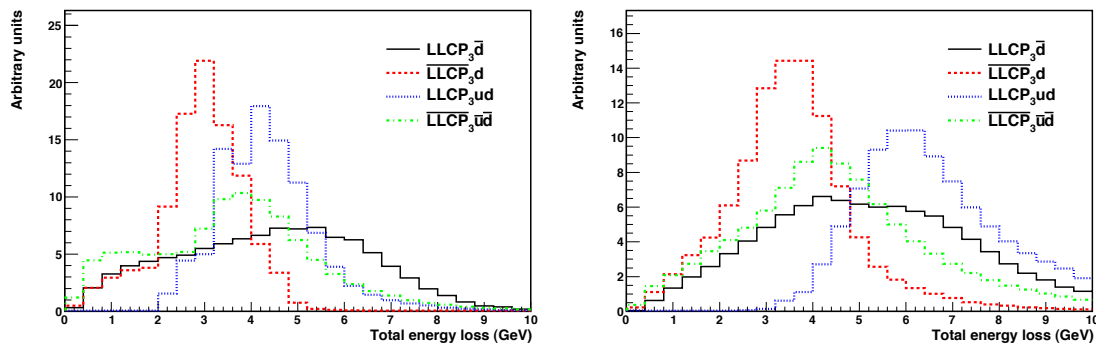 Arbitrary units
25
20
15
10
5
0
LLCP₃d̅
L̅L̅C̅P̅₃d
LLCP₃ud
L̅L̅C̅P̅₃u̅d̅
0 1 2 3 4 5 6 7 8 9 10
Total energy loss (GeV)
Arbitrary units
16
14
12
10
8
6
4
2
0
LLCP₃d̅
L̅L̅C̅P̅₃d
LLCP₃ud
L̅L̅C̅P̅₃u̅d̅
0 1 2 3 4 5 6 7 8 9 10
Total energy loss (GeV)